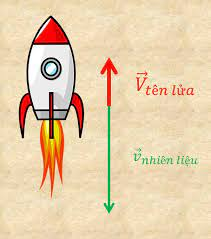 V⃗ tên lửa
v⃗ nhiên liệu